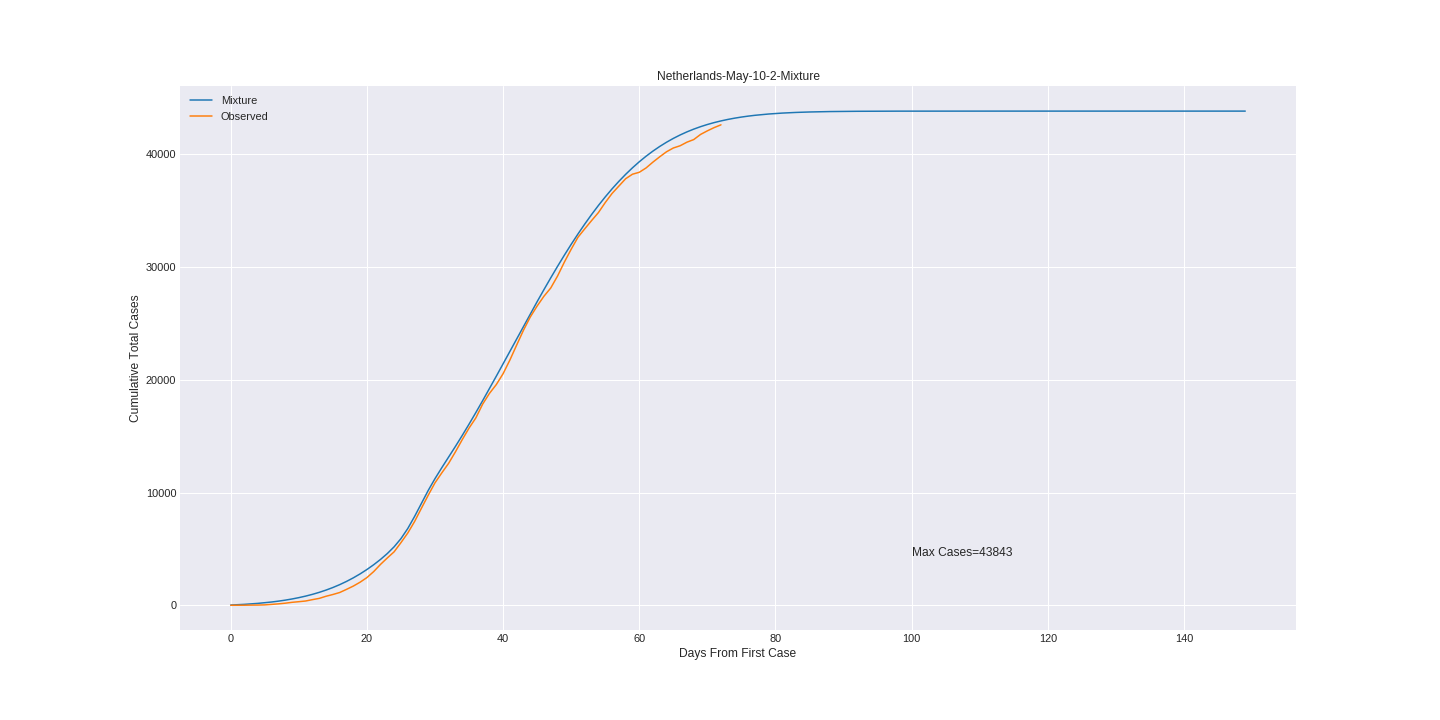 Netherlands-May-10-2-Mixture
Mixture
Observed
Cumulative Total Cases
40000
30000
20000
10000
0
Max Cases=43843
0 20 40 60 80 100 120 140
Days From First Case